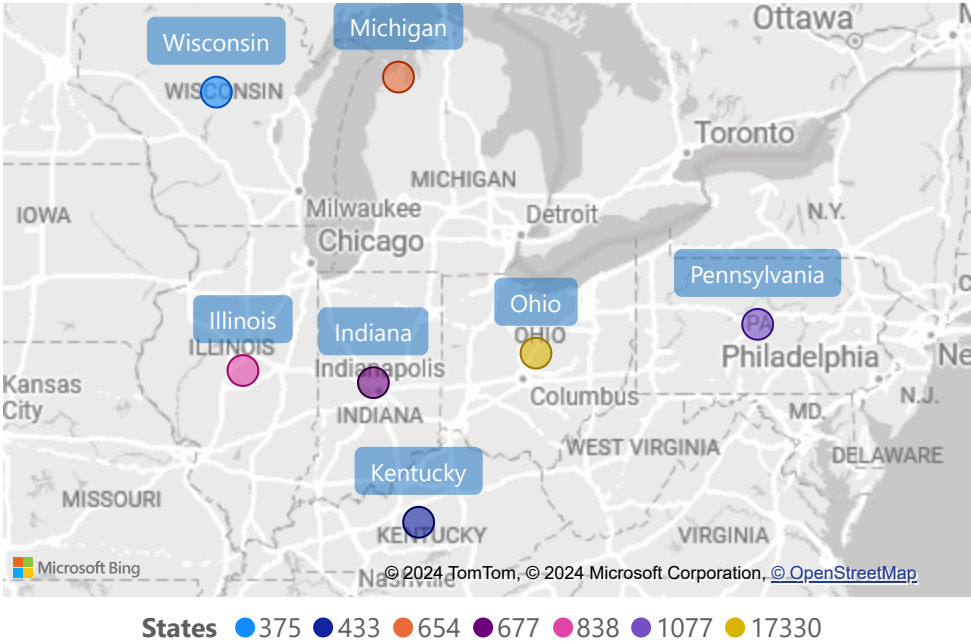 Michigan
Ottawa
Wisconsin
WISCONSIN
Toronto
MICHIGAN
IOWA
Milwaukee
Detroit
N.Y.
Chicago
Pennsylvania
Ohio
Illinois
Indiana
PA
OHIO
ILLINOIS
Philadelphia
Ne
Indianapolis
Kansas
City
Columbus
N.J.
INDIANA
MD.
WEST VIRGINIA
DELAWARE
Kentucky
MISSOURI
KENTUCKY
VIRGINIA
Microsoft Bing
Nashville
© 2024 TomTom, © 2024 Microsoft Corporation, © OpenStreetMap
States 375 433 654 677 838 1077 17330